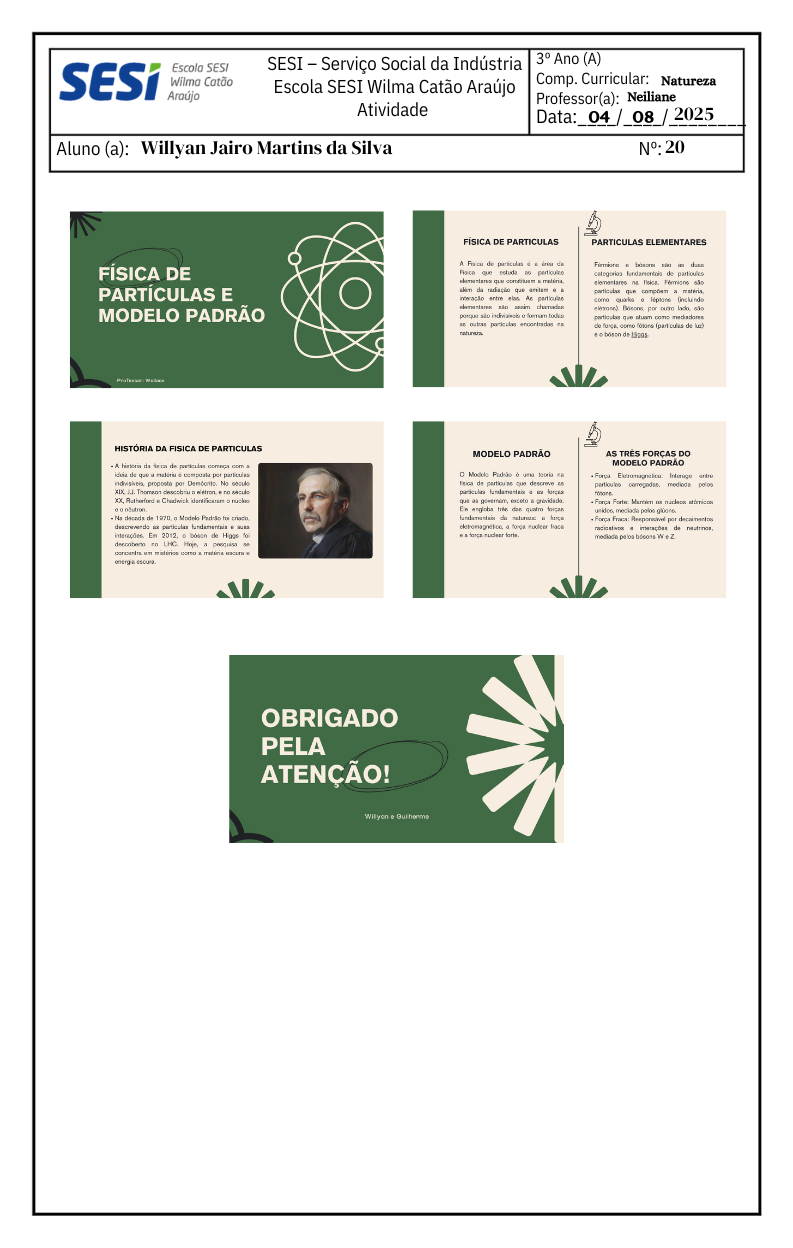 SESI
Escola SESI
Wilma Catão
Araújo
SESI – Serviço Social da Indústria
Escola SESI Wilma Catão Araújo
Atividade
3º Ano (A)
Comp. Curricular: Natureza
Professor(a): Neiliane
Data:____04____/____08____/____2025____
Aluno (a): Willyan Jairo Martins da Silva
Nº: 20
FÍSICA DE
PARTÍCULAS E
MODELO PADRÃO
Professor: Wallace
FÍSICA DE PARTICULAS
A Física de partículas é a área da
Física que estuda as partículas
elementares que constituem a matéria,
além da radiação que emitem e a
interação entre elas. As partículas
elementares são assim chamadas
porque são indivisíveis e formam todas
as outras partículas encontradas na
natureza.
PARTICULAS ELEMENTARES
Férmions e bósons são as duas
categorias fundamentais de partículas
elementares na física. Férmions são
partículas que compõem a matéria,
como quarks e léptons (incluindo
elétrons). Bósons, por outro lado, são
partículas que atuam como mediadores
de força, como fótons (partículas de luz)
e o bóson de Higgs.
HISTÓRIA DA FISICA DE PARTICULAS
• A história da física de partículas começa com a
ideia de que a matéria é composta por partículas
indivisíveis, proposta por Demócrito. No século
XIX, J.J. Thomson descobriu o elétron, e no século
XX, Rutherford e Chadwick identificaram o núcleo
e o nêutron.
• Na década de 1970, o Modelo Padrão foi criado,
descrevendo as partículas fundamentais e suas
interações. Em 2012, o bóson de Higgs foi
descoberto no LHC. Hoje, a pesquisa se
concentra em mistérios como a matéria escura e
energia escura.
MODELO PADRÃO
O Modelo Padrão é uma teoria na
física de partículas que descreve as
partículas fundamentais e as forças
que as governam, exceto a gravidade.
Ele engloba três das quatro forças
fundamentais da natureza: a força
eletromagnética, a força nuclear fraca
e a força nuclear forte.
AS TRÊS FORÇAS DO
MODELO PADRÃO
• Força Eletromagnética: Interage entre
partículas carregadas, mediada pelos
fótons.
• Força Forte: Mantém os núcleos atômicos
unidos, mediada pelos glúons.
• Força Fraca: Responsável por decaimentos
radioativos e interações de neutrinos,
mediada pelos bósons W e Z.
OBRIGADO
PELA
ATENÇÃO!
Willyan e Guilherme